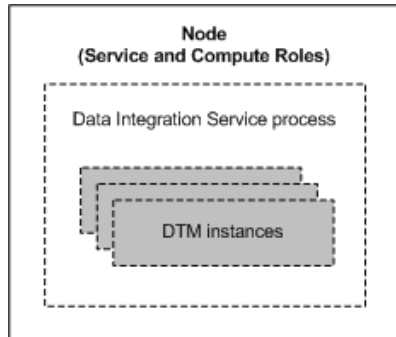 Node
(Service and Compute Roles)
Data Integration Service process
DTM instances